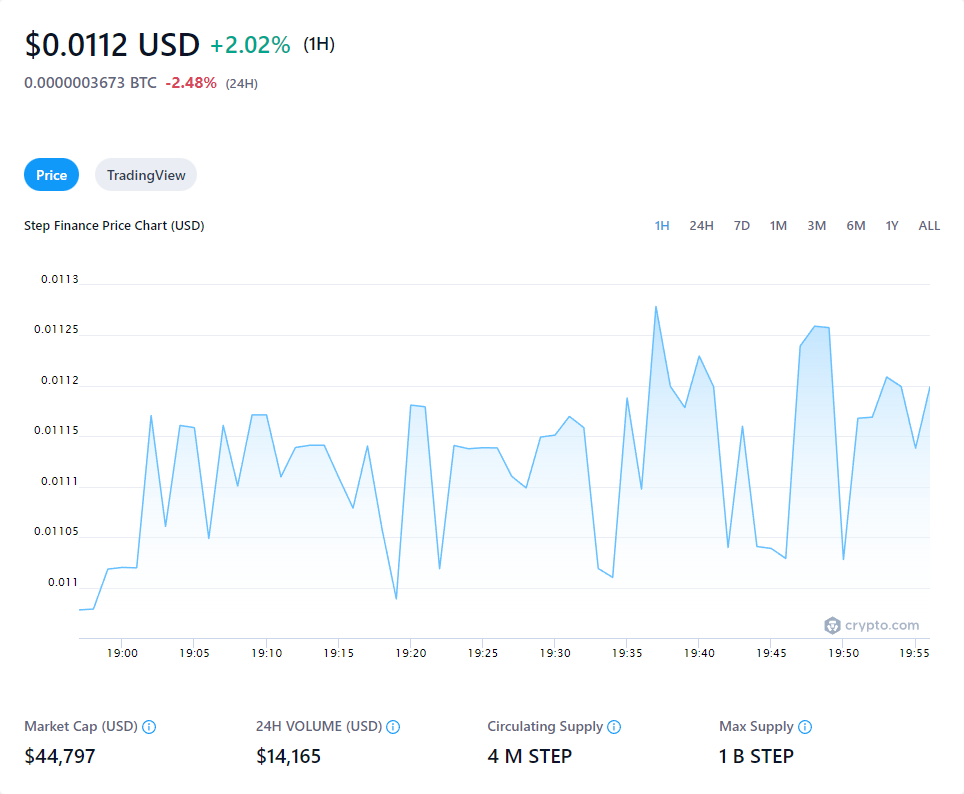 $0.0112 USD +2.02% (1H)
0.0000003673 BTC -2.48% (24H)
Price TradingView
Step Finance Price Chart (USD) 1H 24H 7D 1M 3M 6M 1Y ALL
0.0113
0.01125
0.0112
0.01115
0.0111
0.01105
0.011
crypto.com
19:00 19:05 19:10 19:15 19:20 19:25 19:30 19:35 19:40 19:45 19:50 19:55
Market Cap (USD) 24H VOLUME (USD) Circulating Supply Max Supply
$44,797 $14,165 4 M STEP 1 B STEP